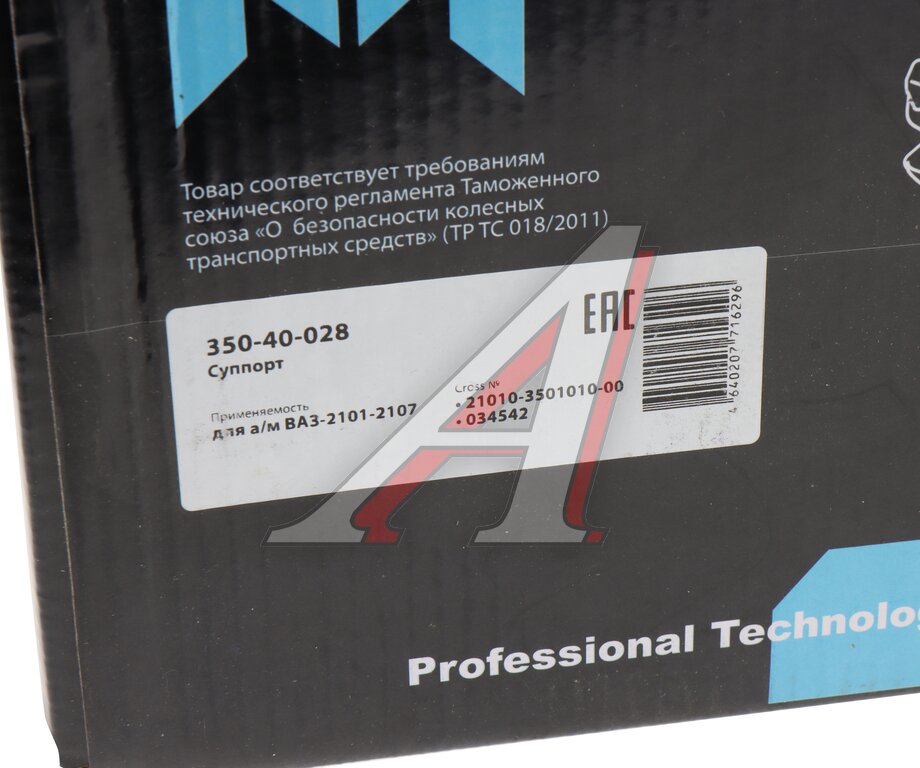 Товар соответствует требованиям
технического регламента Таможенного
союза «О безопасности колесных
транспортных средств» (ТР ТС 018/2011)
350-40-028
Суппорт
Применяемость
для а/м ВАЗ-2101-2107
Cross №
• 21010-3501010-00
• 034542
EAC
4 640207 716296
Professional Technolog